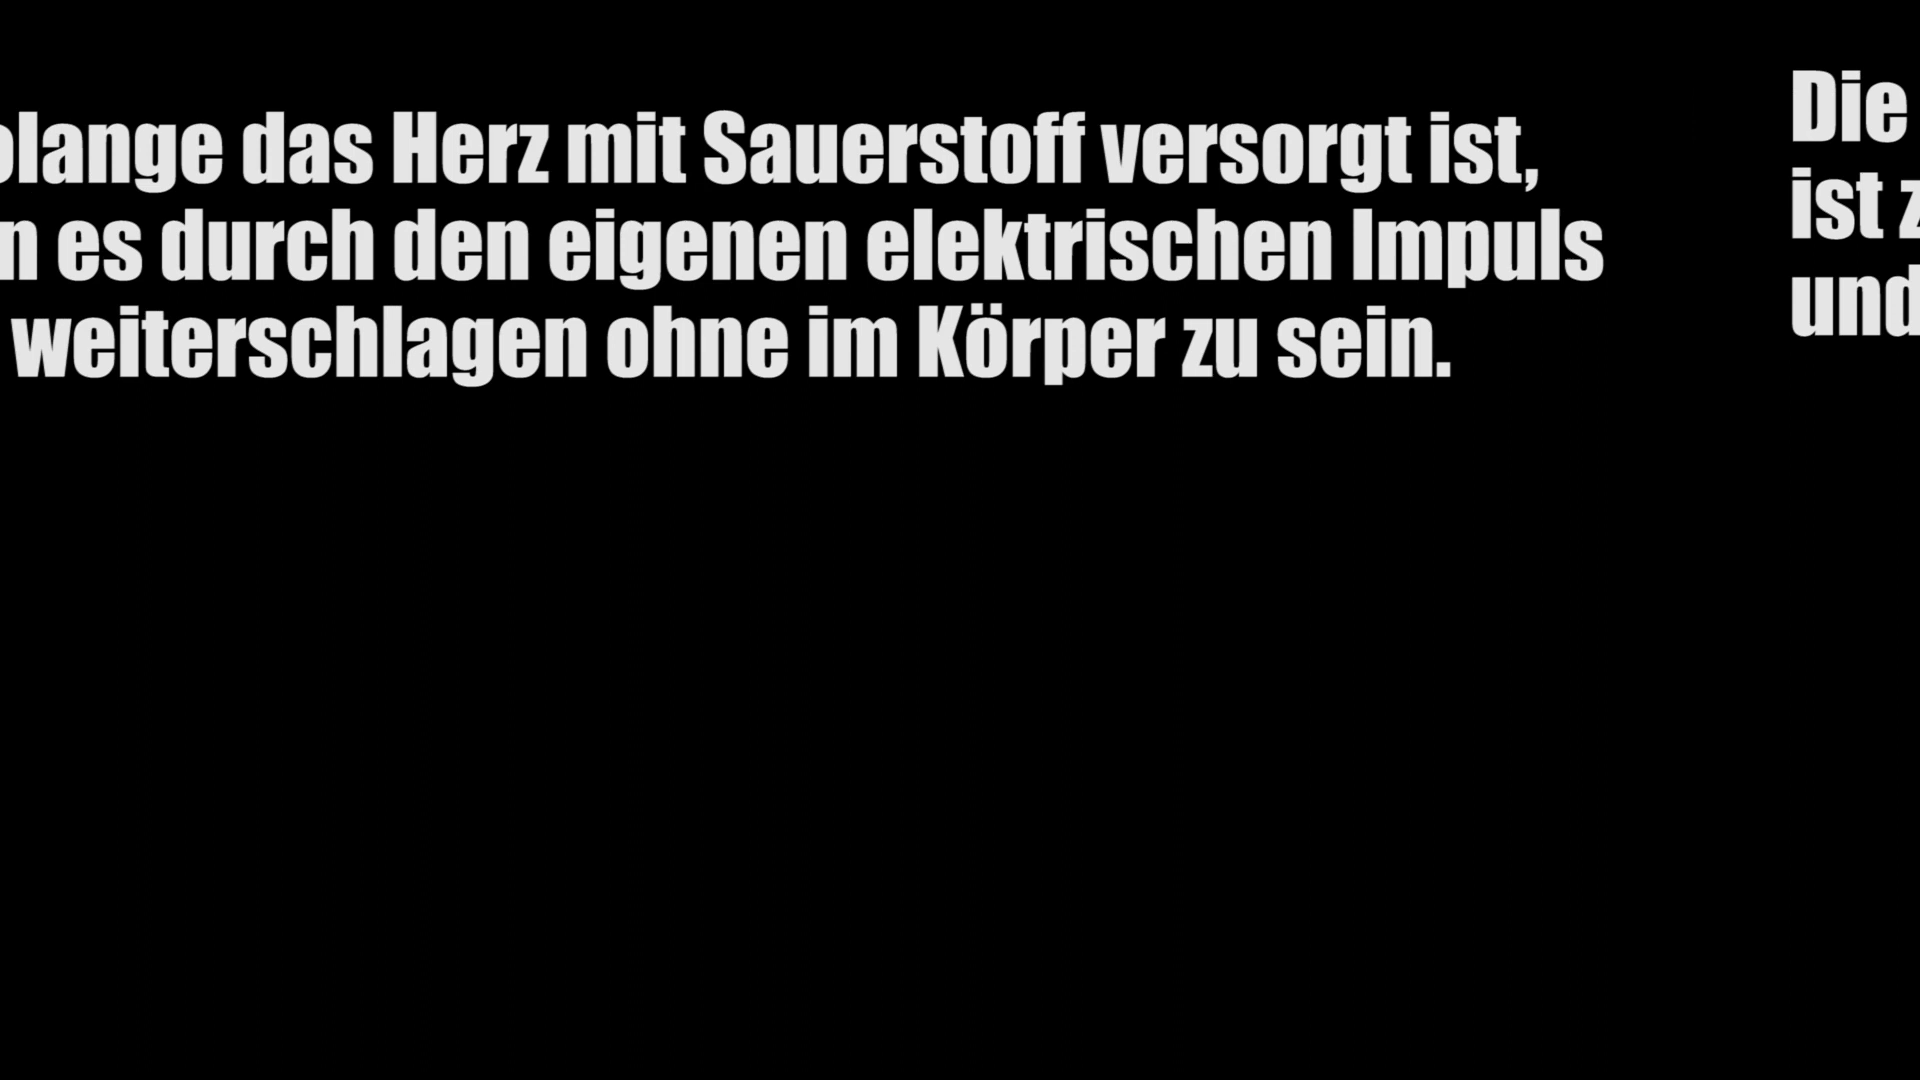 olange das Herz mit Sauerstoff versorgt ist,
n es durch den eigenen elektrischen Impuls
weiterschlagen ohne im Körper zu sein.
Die
ist z
und